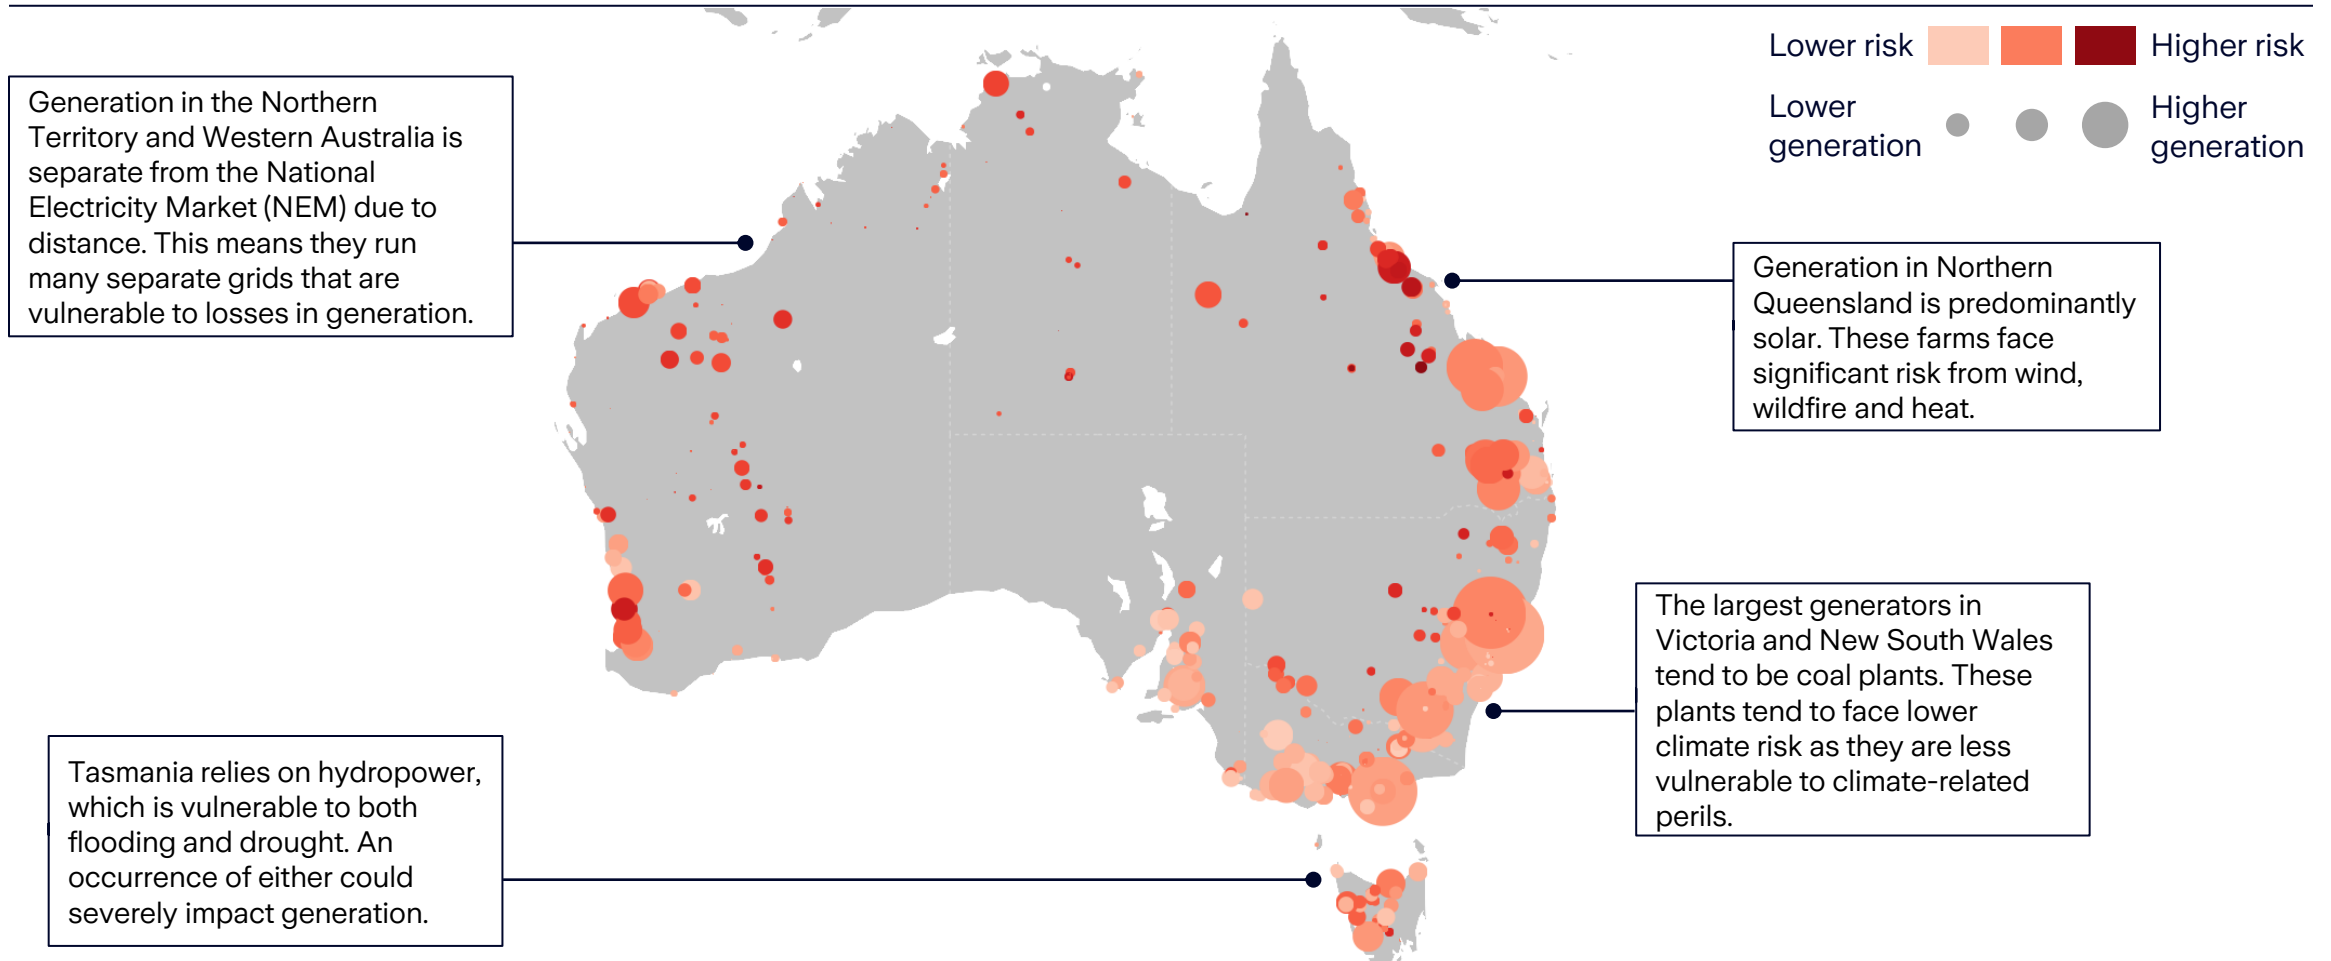 Lower risk
Higher risk
Lower
generation
Higher
generation
Generation in the Northern
Territory and Western Australia is
separate from the National
Electricity Market (NEM) due to
distance. This means they run
many separate grids that are
vulnerable to losses in generation.
Generation in Northern
Queensland is predominantly
solar. These farms face
significant risk from wind,
wildfire and heat.
The largest generators in
Victoria and New South Wales
tend to be coal plants. These
plants tend to face lower
climate risk as they are less
vulnerable to climate-related
perils.
Tasmania relies on hydropower,
which is vulnerable to both
flooding and drought. An
occurrence of either could
severely impact generation.